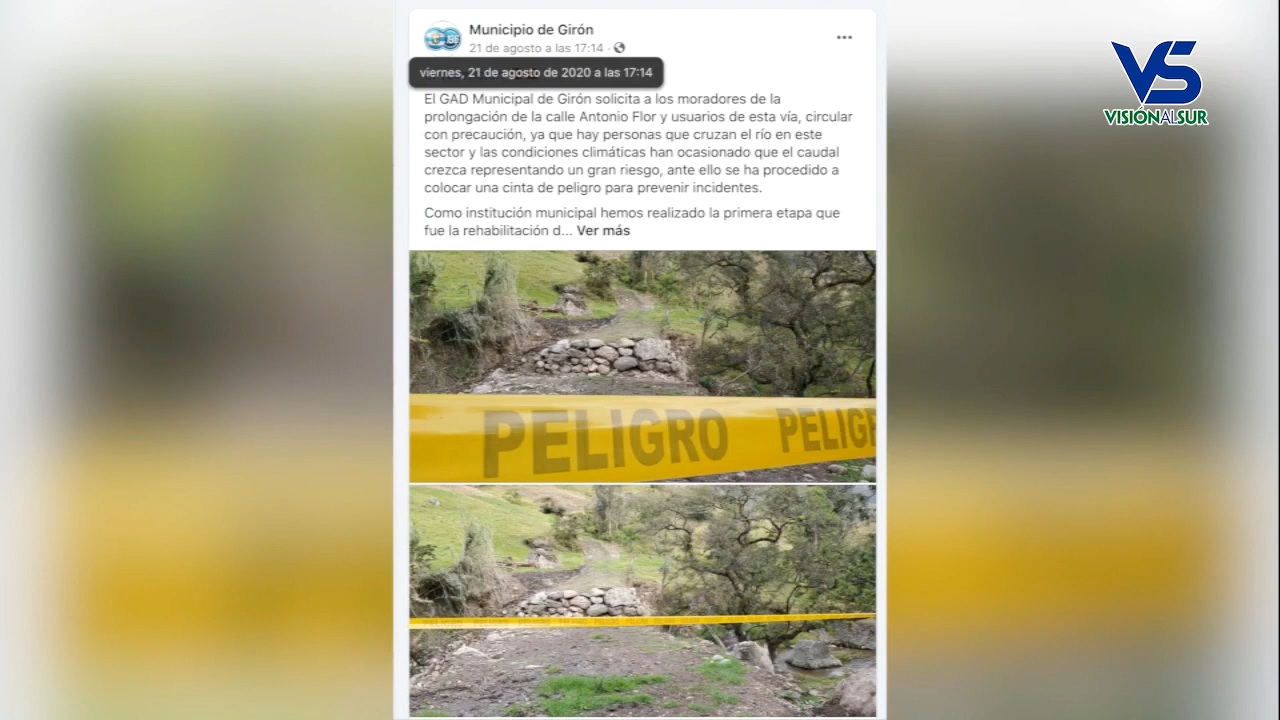 Municipio de Girón
21 de agosto a las 17:14 ·
viernes, 21 de agosto de 2020 a las 17:14
El GAD Municipal de Girón solicita a los moradores de la
prolongación de la calle Antonio Flor y usuarios de esta vía, circular
con precaución, ya que hay personas que cruzan el río en este
sector y las condiciones climáticas han ocasionado que el caudal
crezca representando un gran riesgo, ante ello se ha procedido a
colocar una cinta de peligro para prevenir incidentes.
Como institución municipal hemos realizado la primera etapa que
fue la rehabilitación d... Ver más
PELIGRO PELIG
VS
VISIÓNALSUR